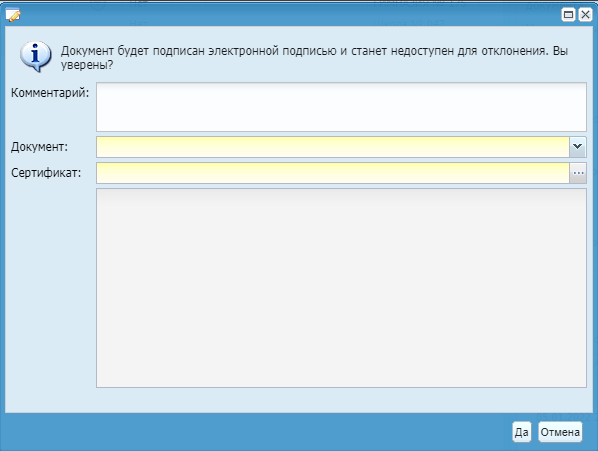 Документ будет подписан электронной подписью и станет недоступен для отклонения. Вы
уверены?
Комментарий:
Документ:
Сертификат:
Да Отмена